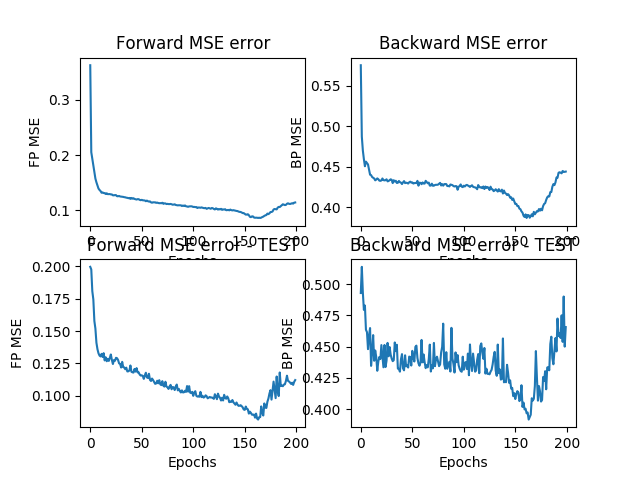 Forward MSE error
Backward MSE error
FP MSE
0.3
0.2
0.1
BP MSE
0.55
0.50
0.45
0.40
0 50 100 150 200
0 50 100 150 200
Epochs
Epochs
Forward MSE error - TEST
Backward MSE error - TEST
FP MSE
0.200
0.175
0.150
0.125
0.100
BP MSE
0.500
0.475
0.450
0.425
0.400
0 50 100 150 200
0 50 100 150 200
Epochs
Epochs